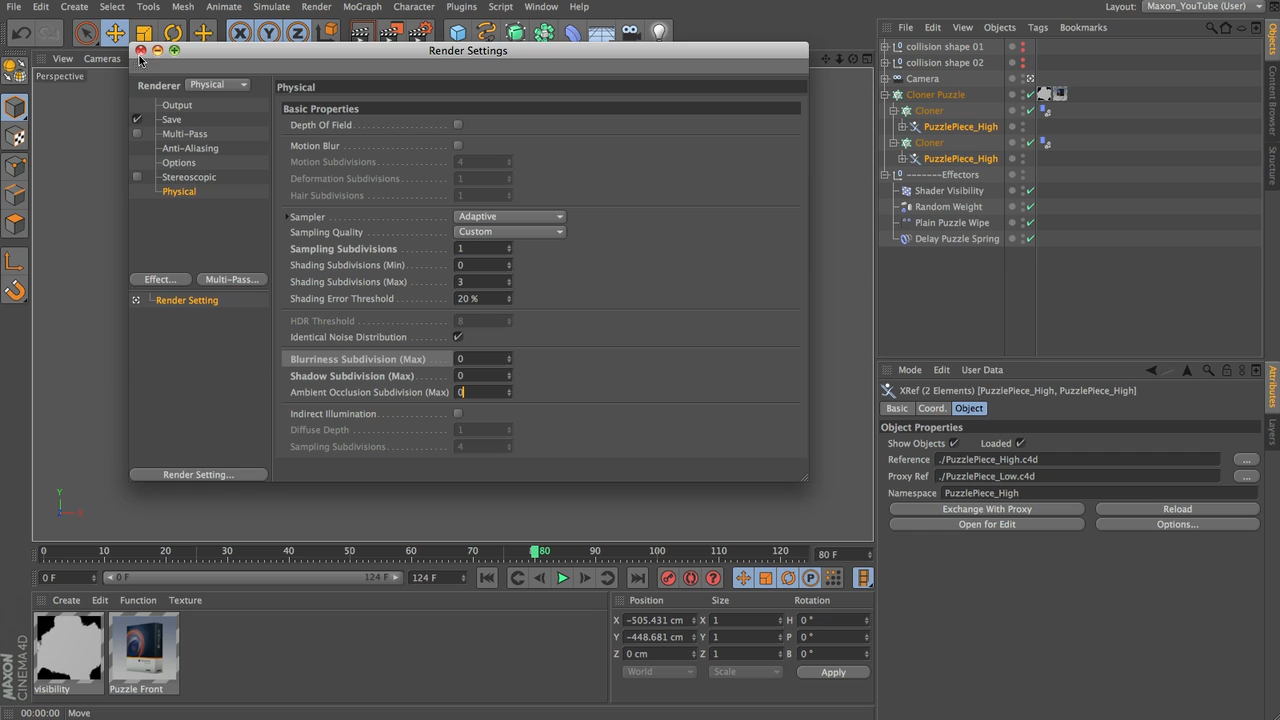 File Edit Create Select Tools Mesh Animate Simulate Render MoGraph Character Plugins Script Window Help
Layout: Maxon_YouTube (User)
X Y Z
File Edit View Objects Tags Bookmarks
View Cameras
Perspective
Render Settings
Renderer Physical
Output
Save
Multi-Pass
Anti-Aliasing
Options
Stereoscopic
Physical
Effect... Multi-Pass...
Render Setting
Render Setting...
Physical
Basic Properties
Depth Of Field
Motion Blur
Motion Subdivisions 4
Deformation Subdivisions 1
Hair Subdivisions 1
Sampler Adaptive
Sampling Quality Custom
Sampling Subdivisions 1
Shading Subdivisions (Min) 0
Shading Subdivisions (Max) 3
Shading Error Threshold 20 %
HDR Threshold 8
Identical Noise Distribution
Blurriness Subdivision (Max) 0
Shadow Subdivision (Max) 0
Ambient Occlusion Subdivision (Max) 0
Indirect Illumination
Diffuse Depth 1
Sampling Subdivisions 4
collision shape 01
collision shape 02
Camera
Cloner Puzzle
Cloner
PuzzlePiece_High
Cloner
PuzzlePiece_High
-------Effectors
Shader Visibility
Random Weight
Plain Puzzle Wipe
Delay Puzzle Spring
Objects
Content Browser
Structure
Mode Edit User Data
XRef (2 Elements) [PuzzlePiece_High, PuzzlePiece_High]
Basic Coord. Object
Object Properties
Show Objects Loaded
Reference ./PuzzlePiece_High.c4d ...
Proxy Ref ./PuzzlePiece_Low.c4d ...
Namespace PuzzlePiece_High
Exchange With Proxy Reload
Open for Edit Options...
Attributes
Layers
Y
X
0 10 20 30 40 50 60 70 80 90 100 110 120 80 F
0 F 0 F 124 F 124 F
P
Create Edit Function Texture
visibility Puzzle Front
Position Size Rotation
X -505.431 cm X 1 H 0 °
Y -448.681 cm Y 1 P 0 °
Z 0 cm Z 1 B 0 °
World Scale Apply
MAXON
CINEMA 4D
00:00:00 Move